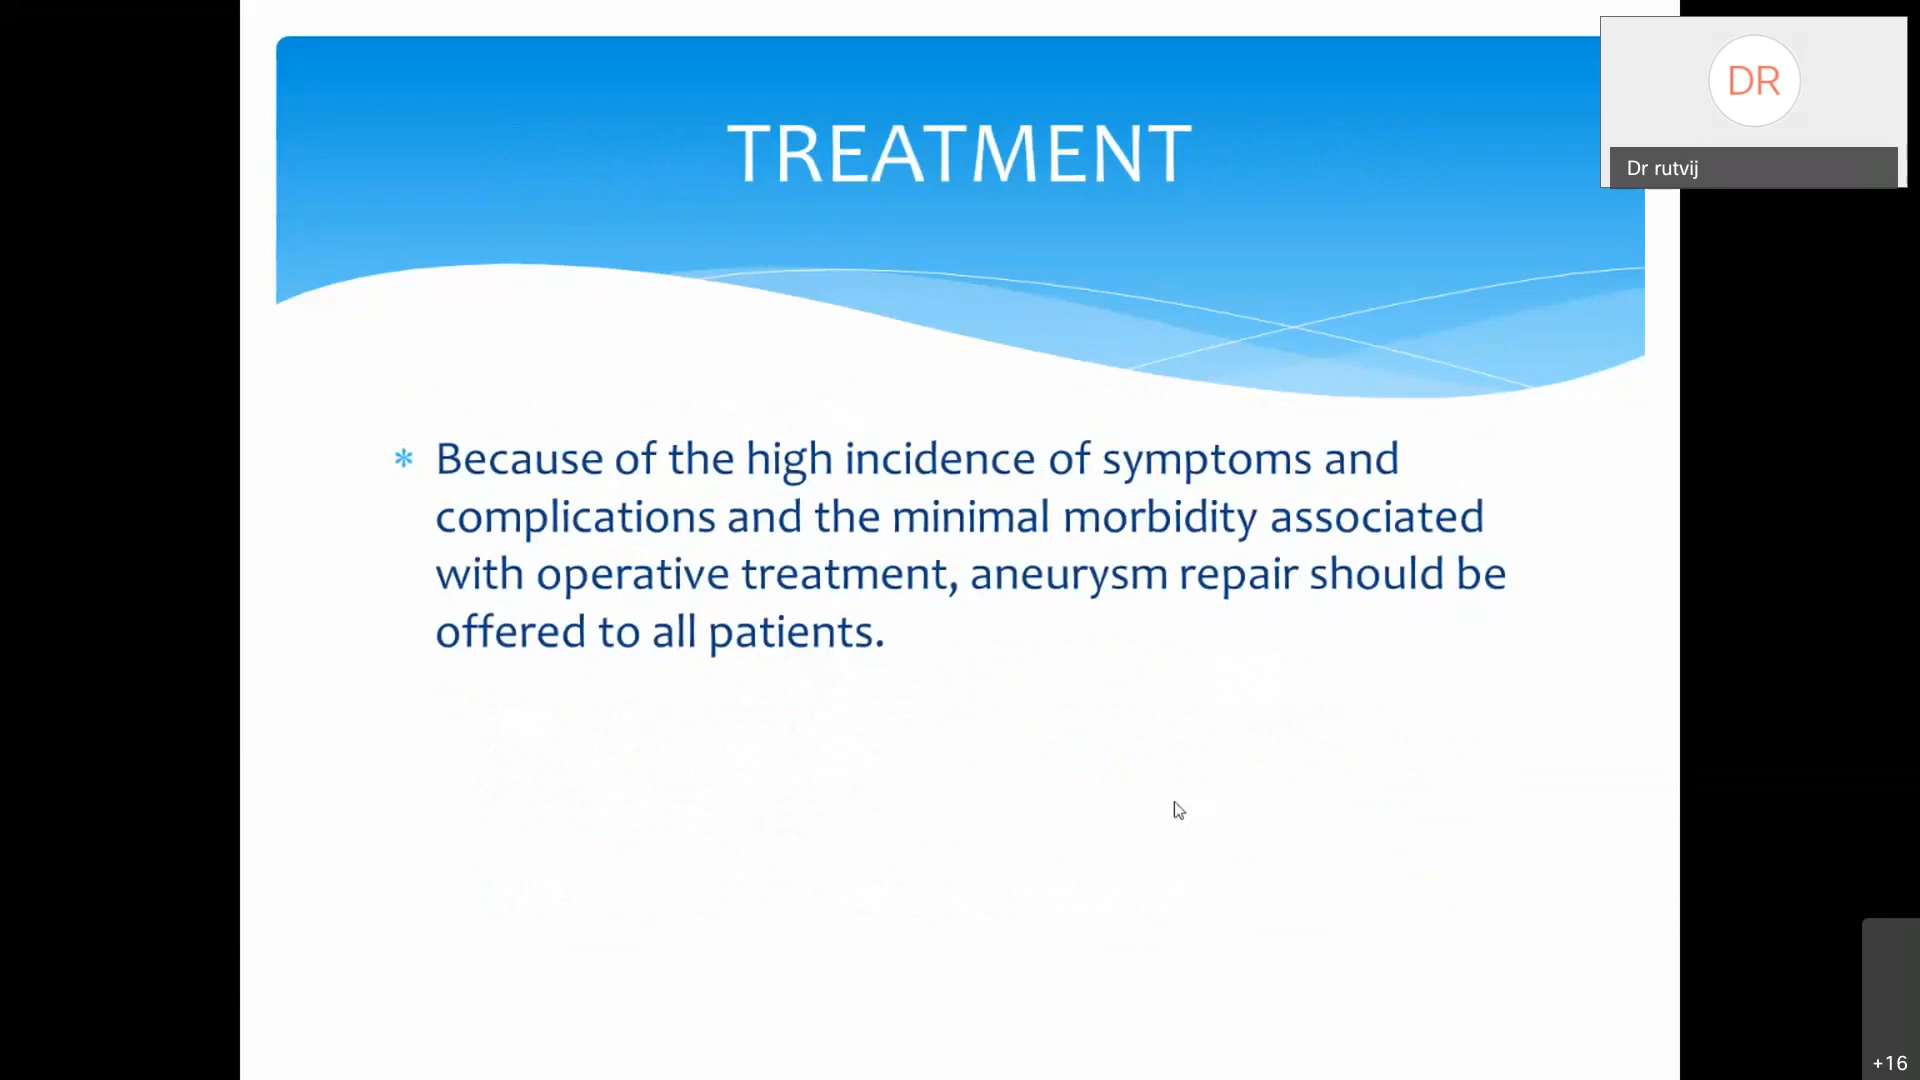 TREATMENT
DR
Dr rutvij
* Because of the high incidence of symptoms and
complications and the minimal morbidity associated
with operative treatment, aneurysm repair should be
offered to all patients.
+16